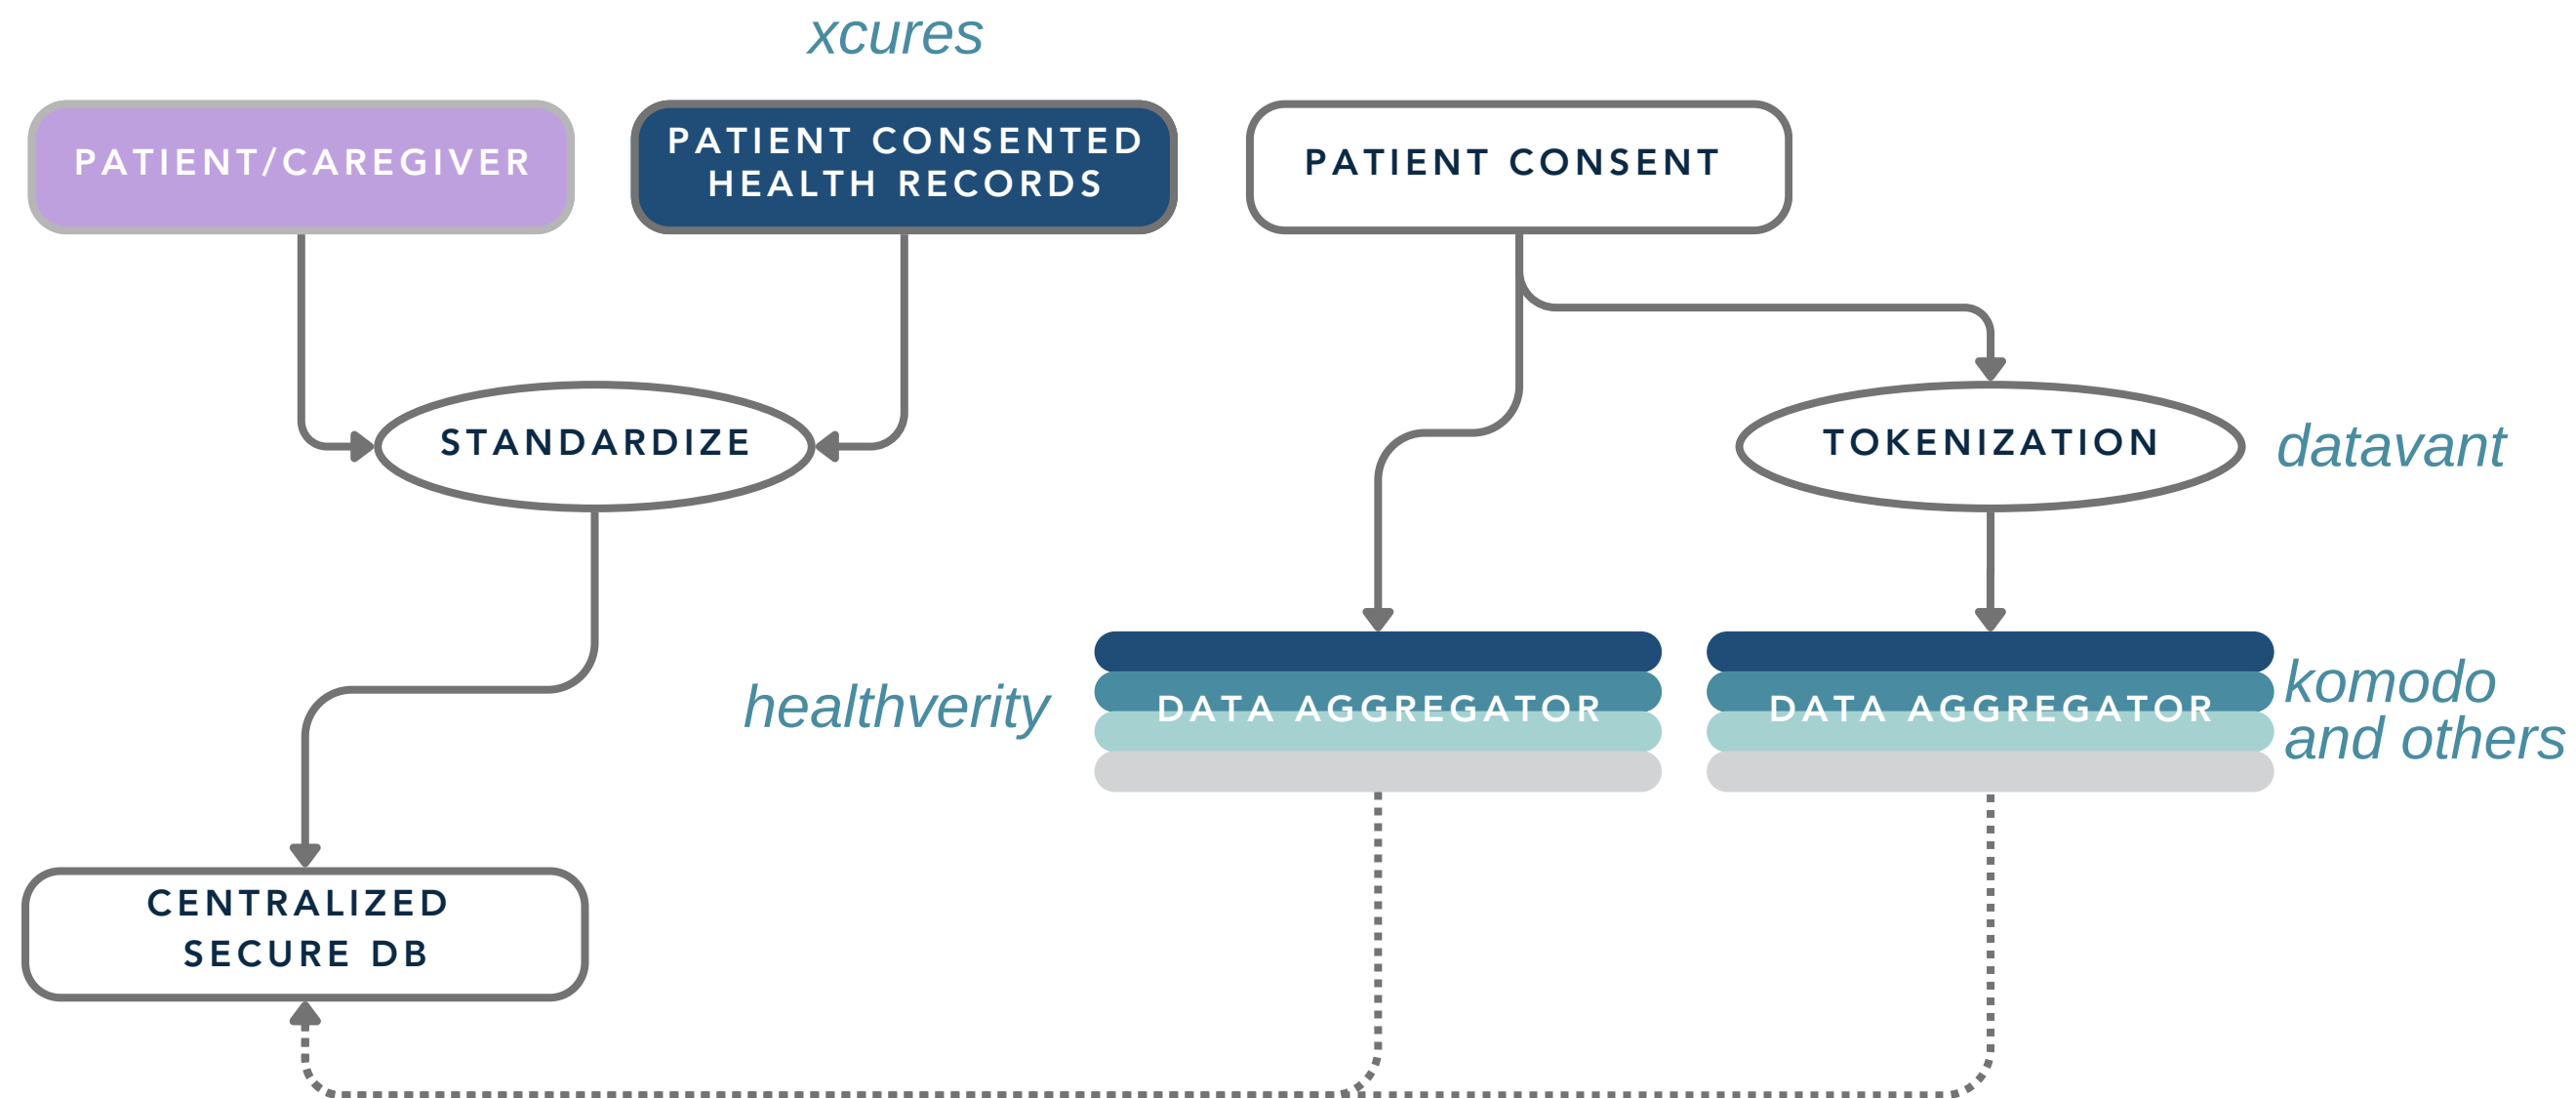 xcures
PATIENT/CAREGIVER
PATIENT CONSENTED
HEALTH RECORDS
PATIENT CONSENT
STANDARDIZE
TOKENIZATION
datavant
healthverity
DATA AGGREGATOR
DATA AGGREGATOR
komodo
and others
CENTRALIZED
SECURE DB